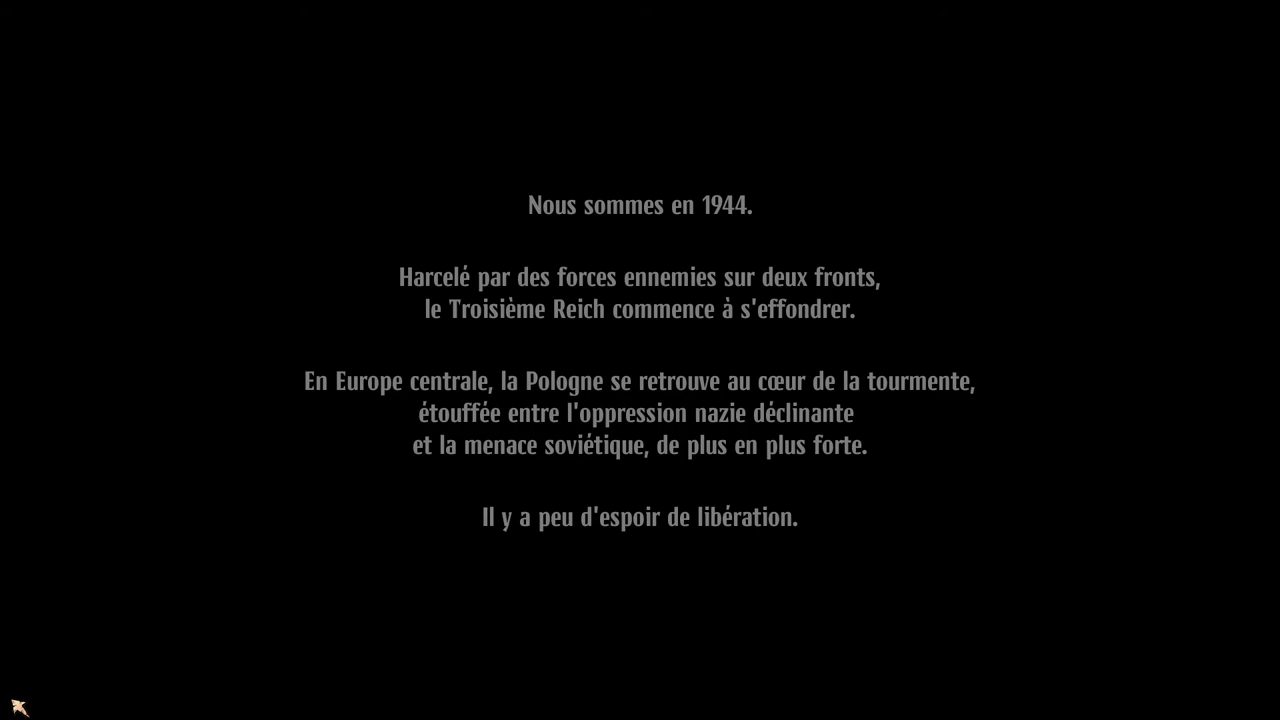 Nous sommes en 1944.
Harcelé par des forces ennemies sur deux fronts,
le Troisième Reich commence à s'effondrer.
En Europe centrale, la Pologne se retrouve au cœur de la tourmente,
étouffée entre l'oppression nazie déclinante
et la menace soviétique, de plus en plus forte.
Il y a peu d'espoir de libération.